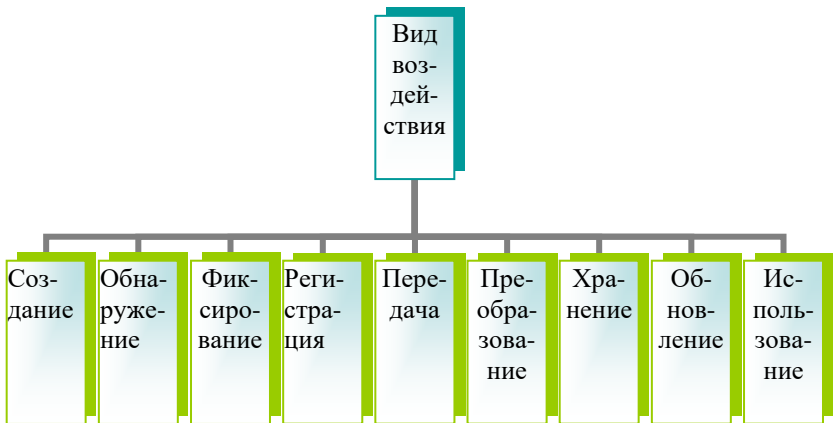 Вид
воз-
дей-
ствия
Соз-
дание
Обна-
руже-
ние
Фик-
сиро-
вание
Реги-
стра-
ция
Пере-
дача
Пре-
обра-
зова-
ние
Хра-
нение
Об-
нов-
ление
Ис-
поль-
зова-
ние